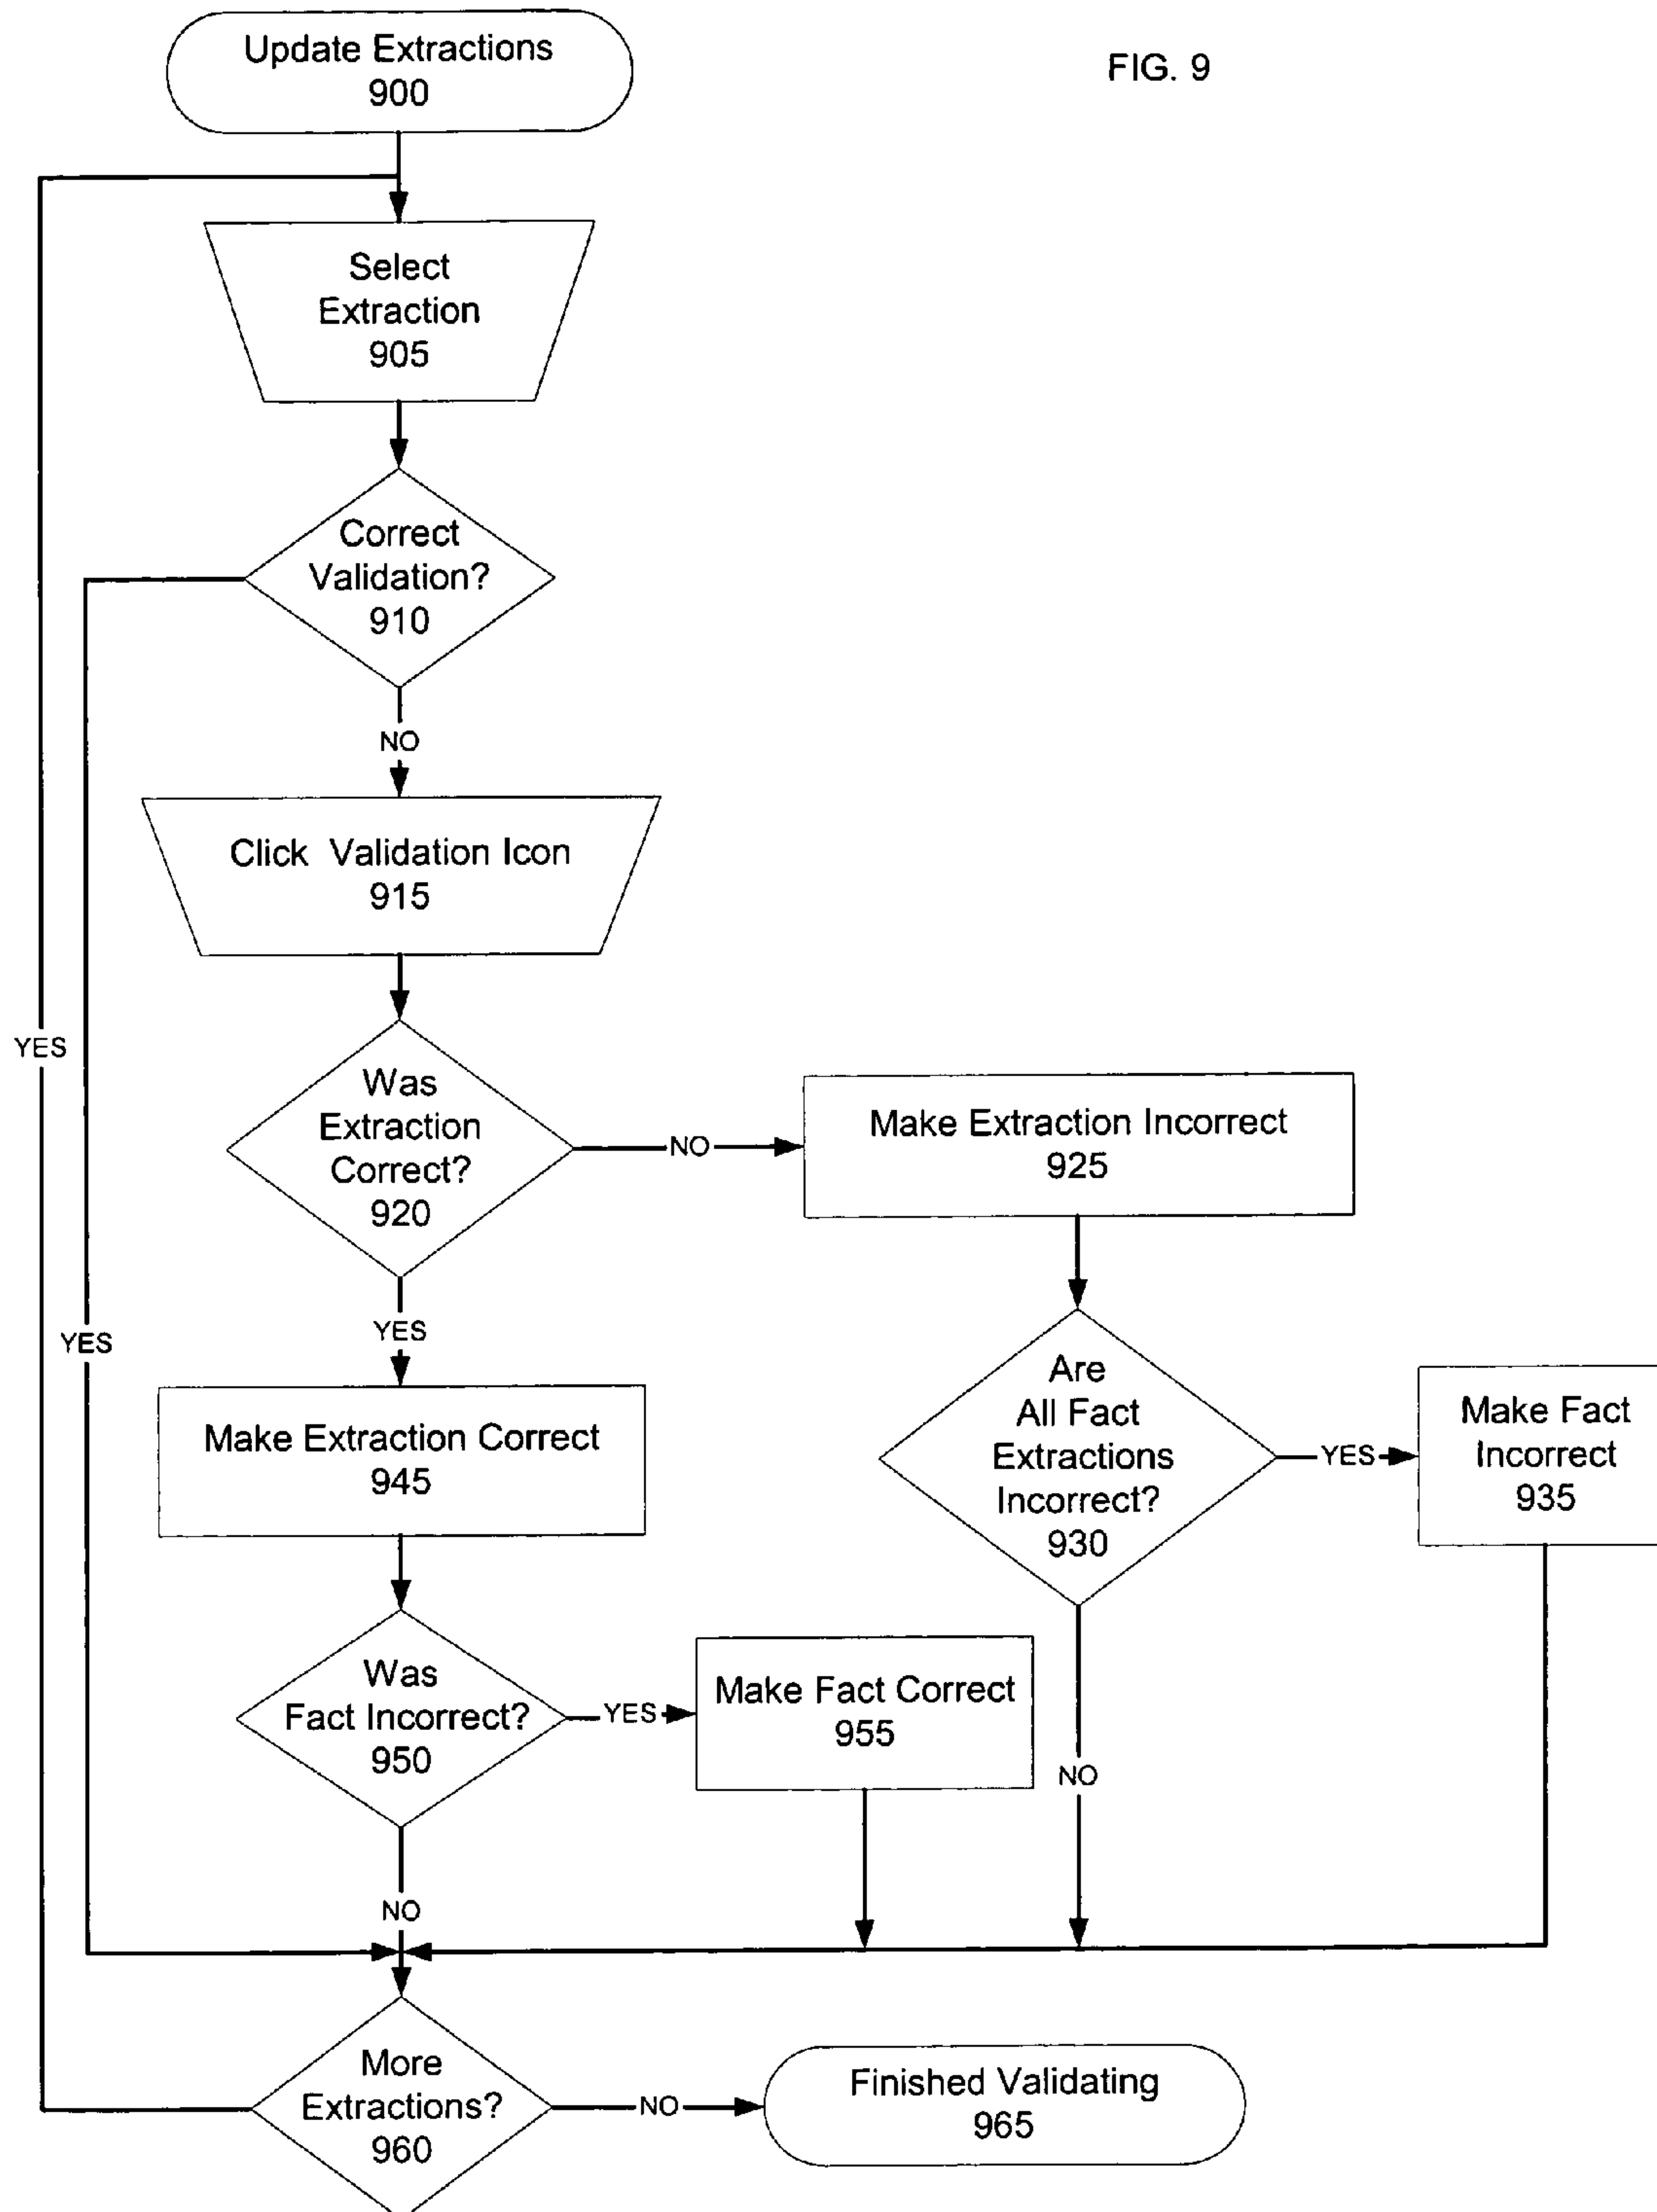 Update Extractions
900
FIG. 9
Select
Extraction
905
Correct
Validation?
910
NO
Click Validation Icon
915
YES
Was
Extraction
Correct?
920
NO
Make Extraction Incorrect
925
YES
YES
Make Extraction Correct
945
Are
All Fact
Extractions
Incorrect?
930
YES
Make Fact
Incorrect
935
Was
Fact Incorrect?
950
YES
Make Fact Correct
955
NO
NO
More
Extractions?
960
NO
Finished Validating
965